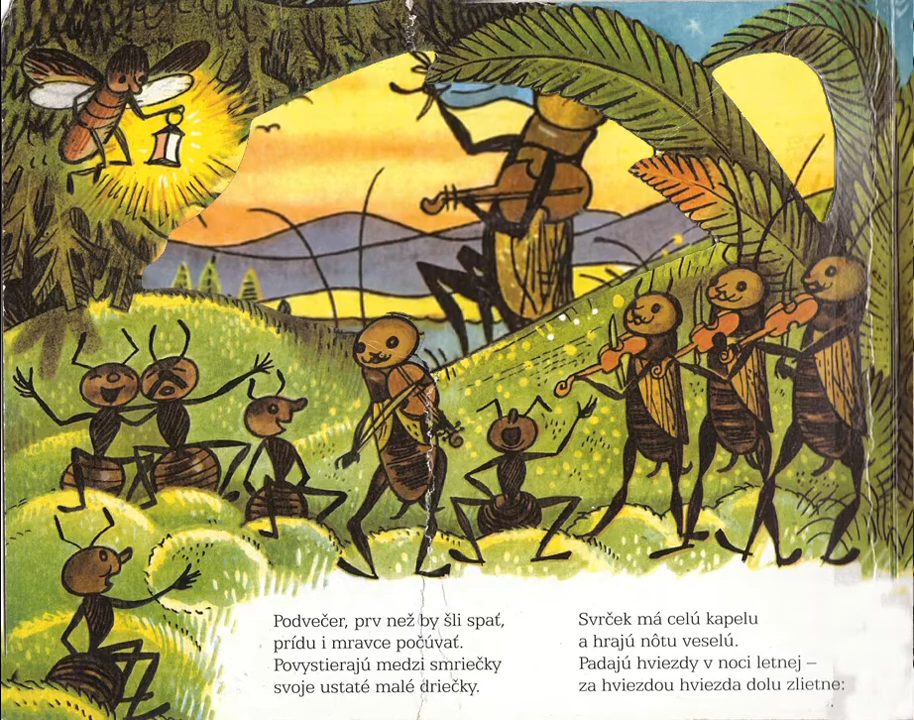 Podvečer, prv než by šli spať,
prídu i mravce počúvať.
Povystierajú medzi smriečky
svoje ustaté malé driečky.
Svrček má celú kapelu
a hrajú nôtu veselú.
Padajú hviezdy v noci letnej –
za hviezdou hviezda dolu zlietne: